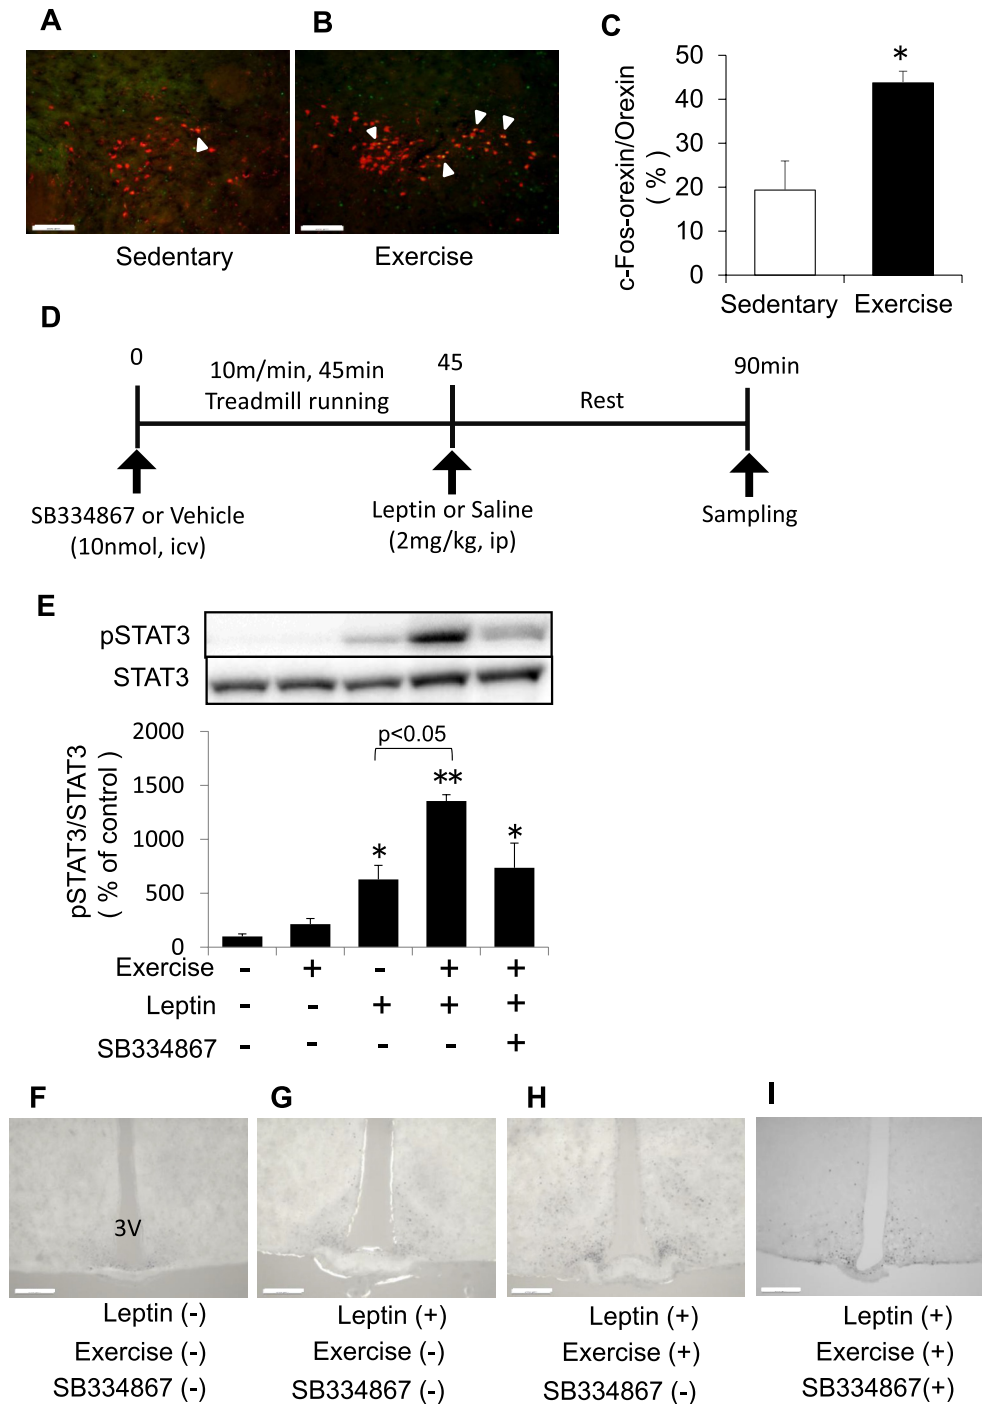 A
B
C
Sedentary
Exercise
c-Fos-orexin/Orexin
( % )
50
40
30
20
10
0
*
Sedentary
Exercise
D
0
45
90min
10m/min, 45min
Treadmill running
Rest
SB334867 or Vehicle
(10nmol, icv)
Leptin or Saline
(2mg/kg, ip)
Sampling
E
pSTAT3
STAT3
pSTAT3/STAT3
( % of control )
2000
1500
1000
500
0
p<0.05
*
**
*
Exercise - + - + +
Leptin - - + + +
SB334867 - - - - +
F
G
H
I
3V
Leptin (-)
Exercise (-)
SB334867 (-)
Leptin (+)
Exercise (-)
SB334867 (-)
Leptin (+)
Exercise (+)
SB334867 (-)
Leptin (+)
Exercise (+)
SB334867(+)